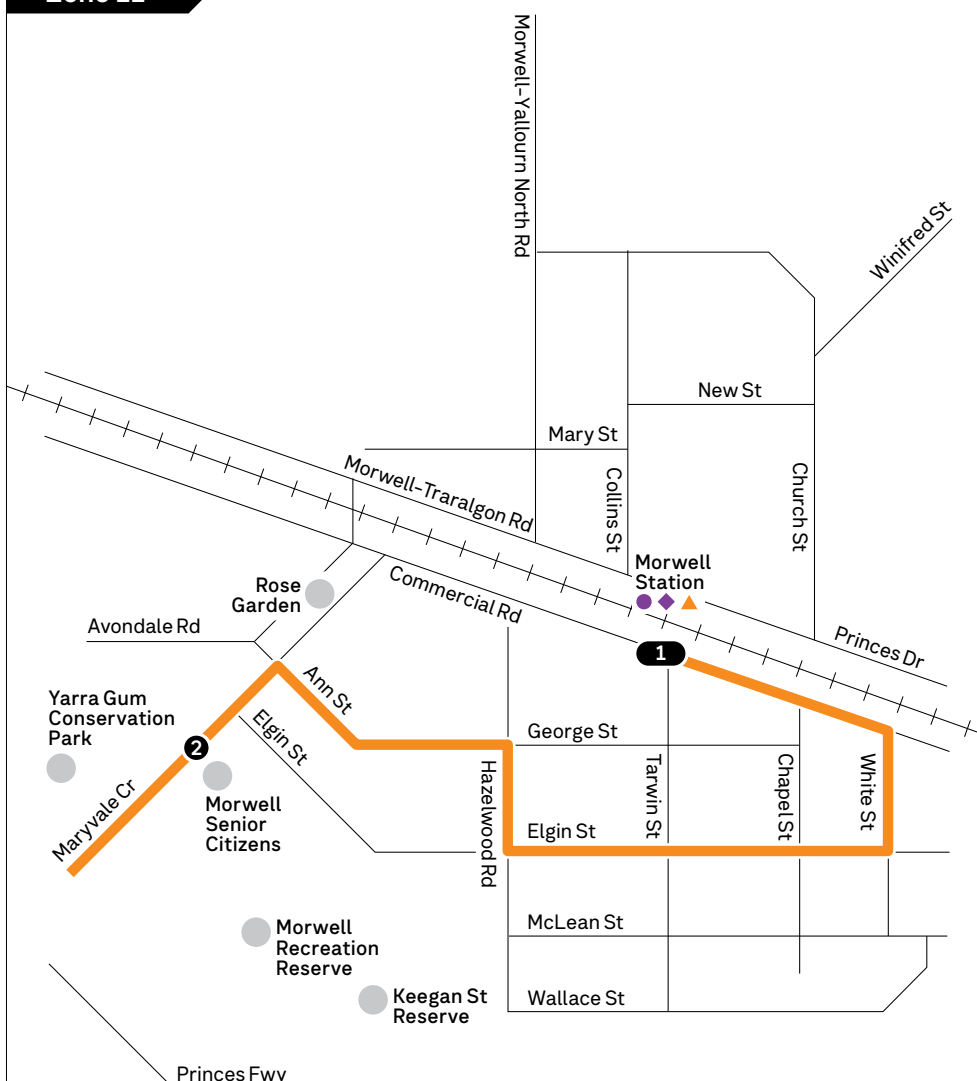 Morwell-Yallourn North Rd
Winifred St
New St
Mary St
Morwell-Traralgon Rd
Collins St
Church St
Morwell
Station
Rose
Garden
Commercial Rd
Avondale Rd
1
Princes Dr
Ann St
Yarra Gum
Conservation
Park
Elgin St
George St
2
Hazelwood Rd
Tarwin St
Chapel St
White St
Maryvale Cr
Morwell
Senior
Citizens
Elgin St
McLean St
Morwell
Recreation
Reserve
Keegan St
Reserve
Wallace St
Princes Fwy